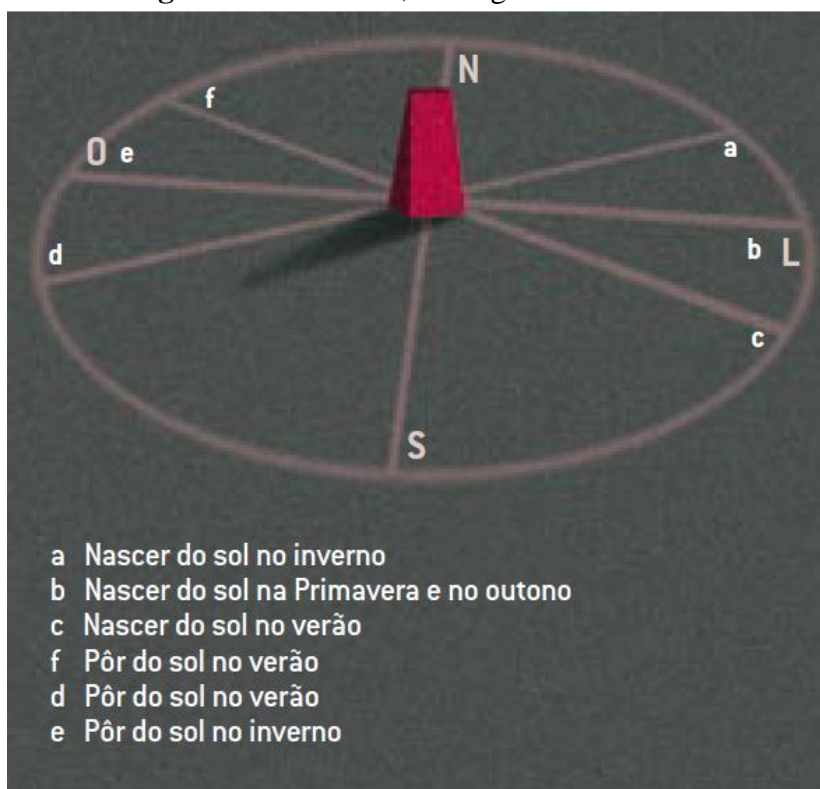 N
f
a
O e
b L
d
c
S
a Nascer do sol no inverno
b Nascer do sol na Primavera e no outono
c Nascer do sol no verão
f Pôr do sol no verão
d Pôr do sol no verão
e Pôr do sol no inverno